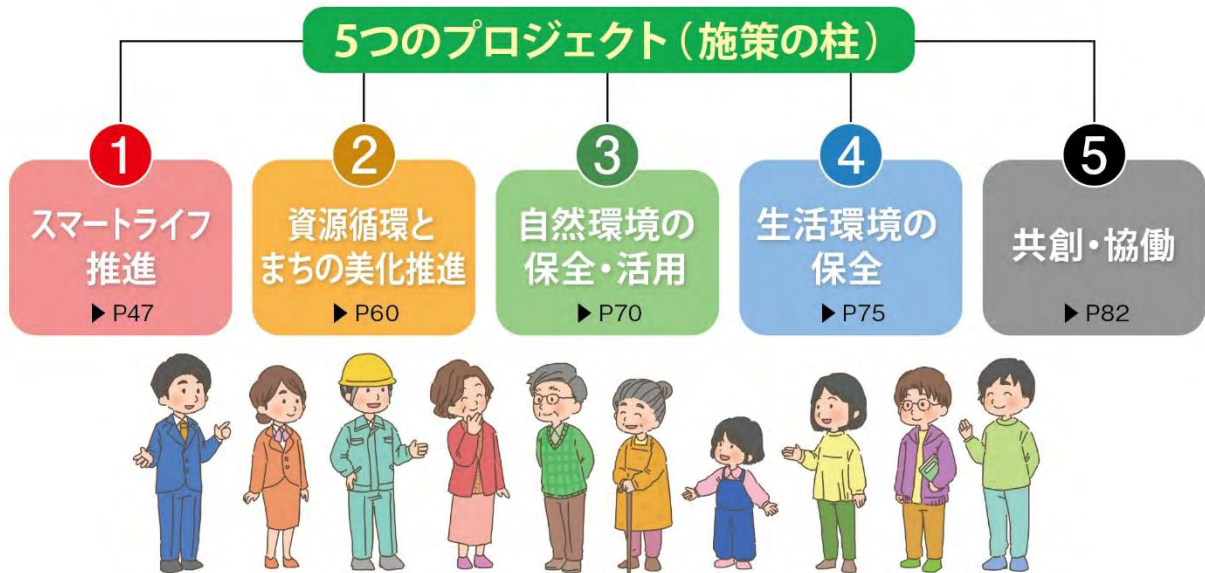 5つのプロジェクト（施策の柱）
1
スマートライフ
推進
▶ P47
2
資源循環と
まちの美化推進
▶ P60
3
自然環境の
保全・活用
▶ P70
4
生活環境の
保全
▶ P75
5
共創・協働
▶ P82